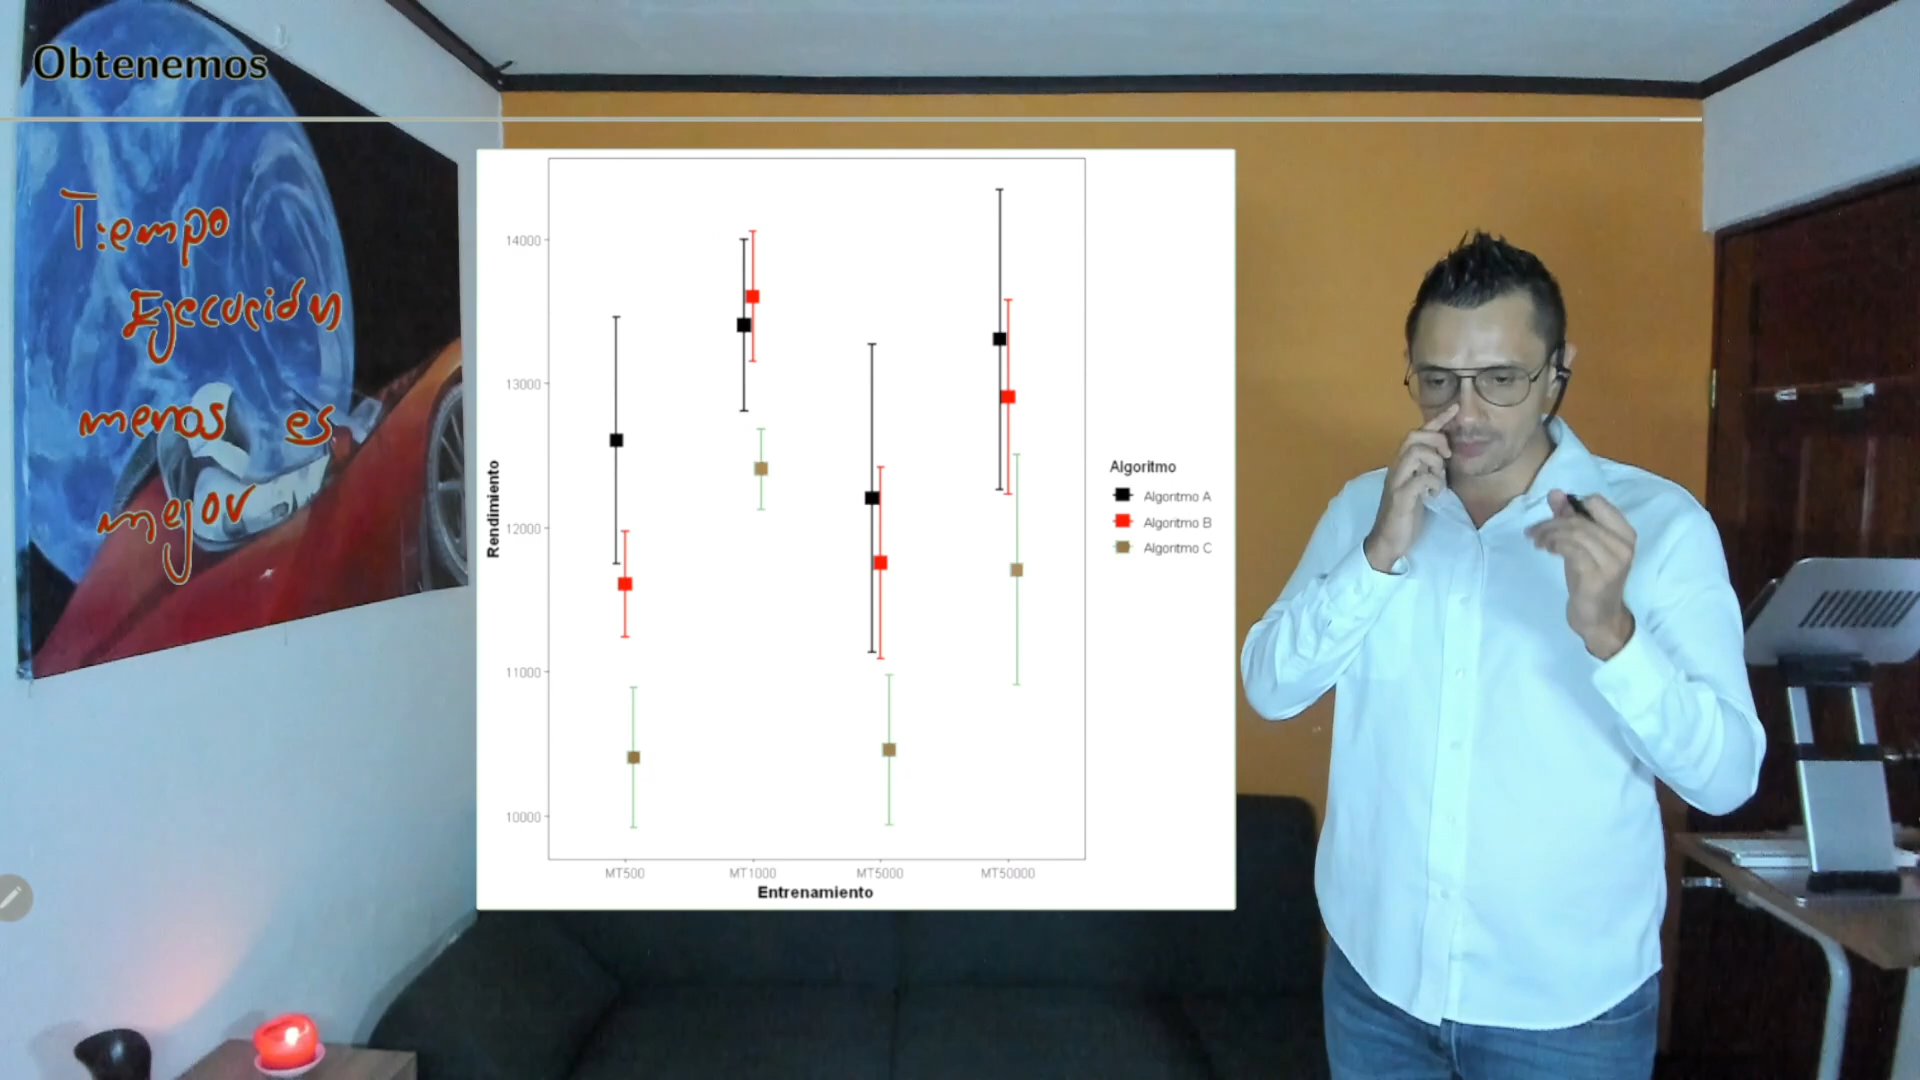 Obtenemos
Tiempo
Ejecución
menos es
mejor
14000
13000
12000
11000
10000
Rendimiento
MT500
MT1000
MT5000
MT50000
Entrenamiento
Algoritmo
Algoritmo A
Algoritmo B
Algoritmo C